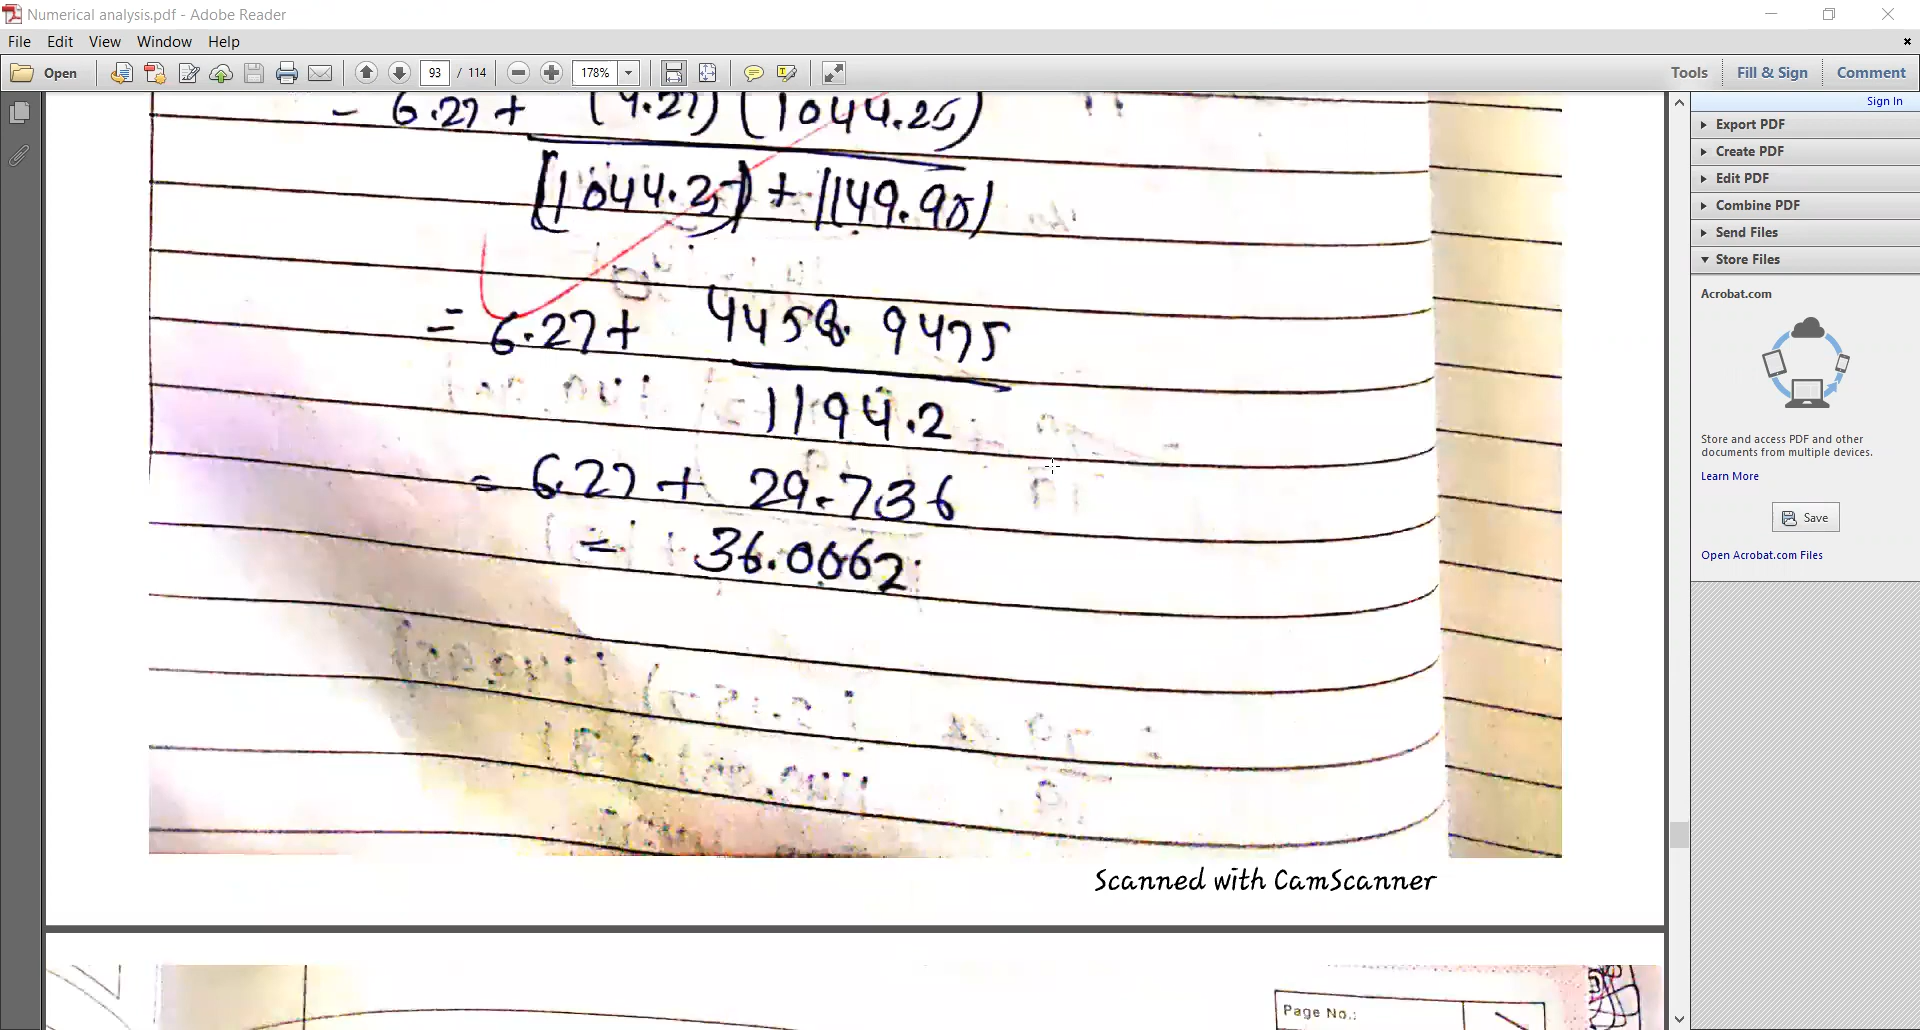 Numerical analysis.pdf - Adobe Reader
File Edit View Window Help
Open 93 / 114 178% Tools Fill & Sign Comment
Sign In
Export PDF
Create PDF
Edit PDF
Combine PDF
Send Files
Store Files
Acrobat.com
Store and access PDF and other
documents from multiple devices.
Learn More
Save
Open Acrobat.com Files
= 6.27 + (4.27) (1044.25)
|1044.25| + |149.95|
= 6.27 + 4458.9475
1194.2
= 6.27 + 29.736
= 36.0062
Scanned with CamScanner
Page No.: